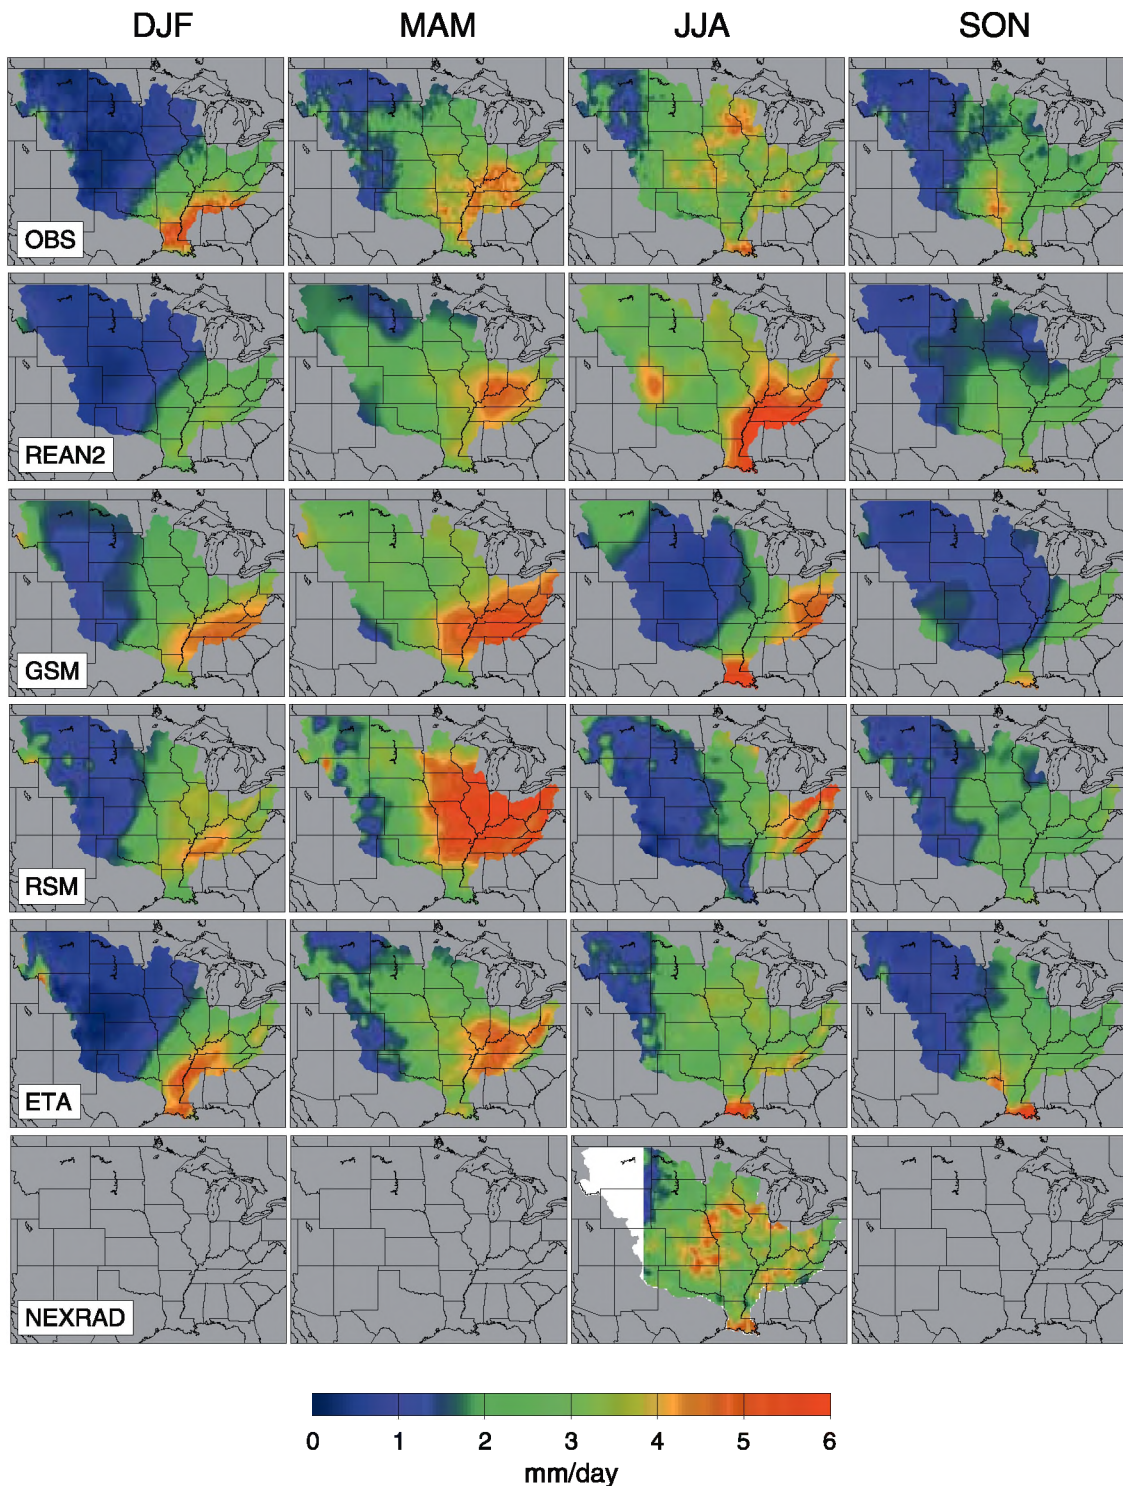 DJF MAM JJA SON
OBS
REAN2
GSM
RSM
ETA
NEXRAD
0 1 2 3 4 5 6
mm/day